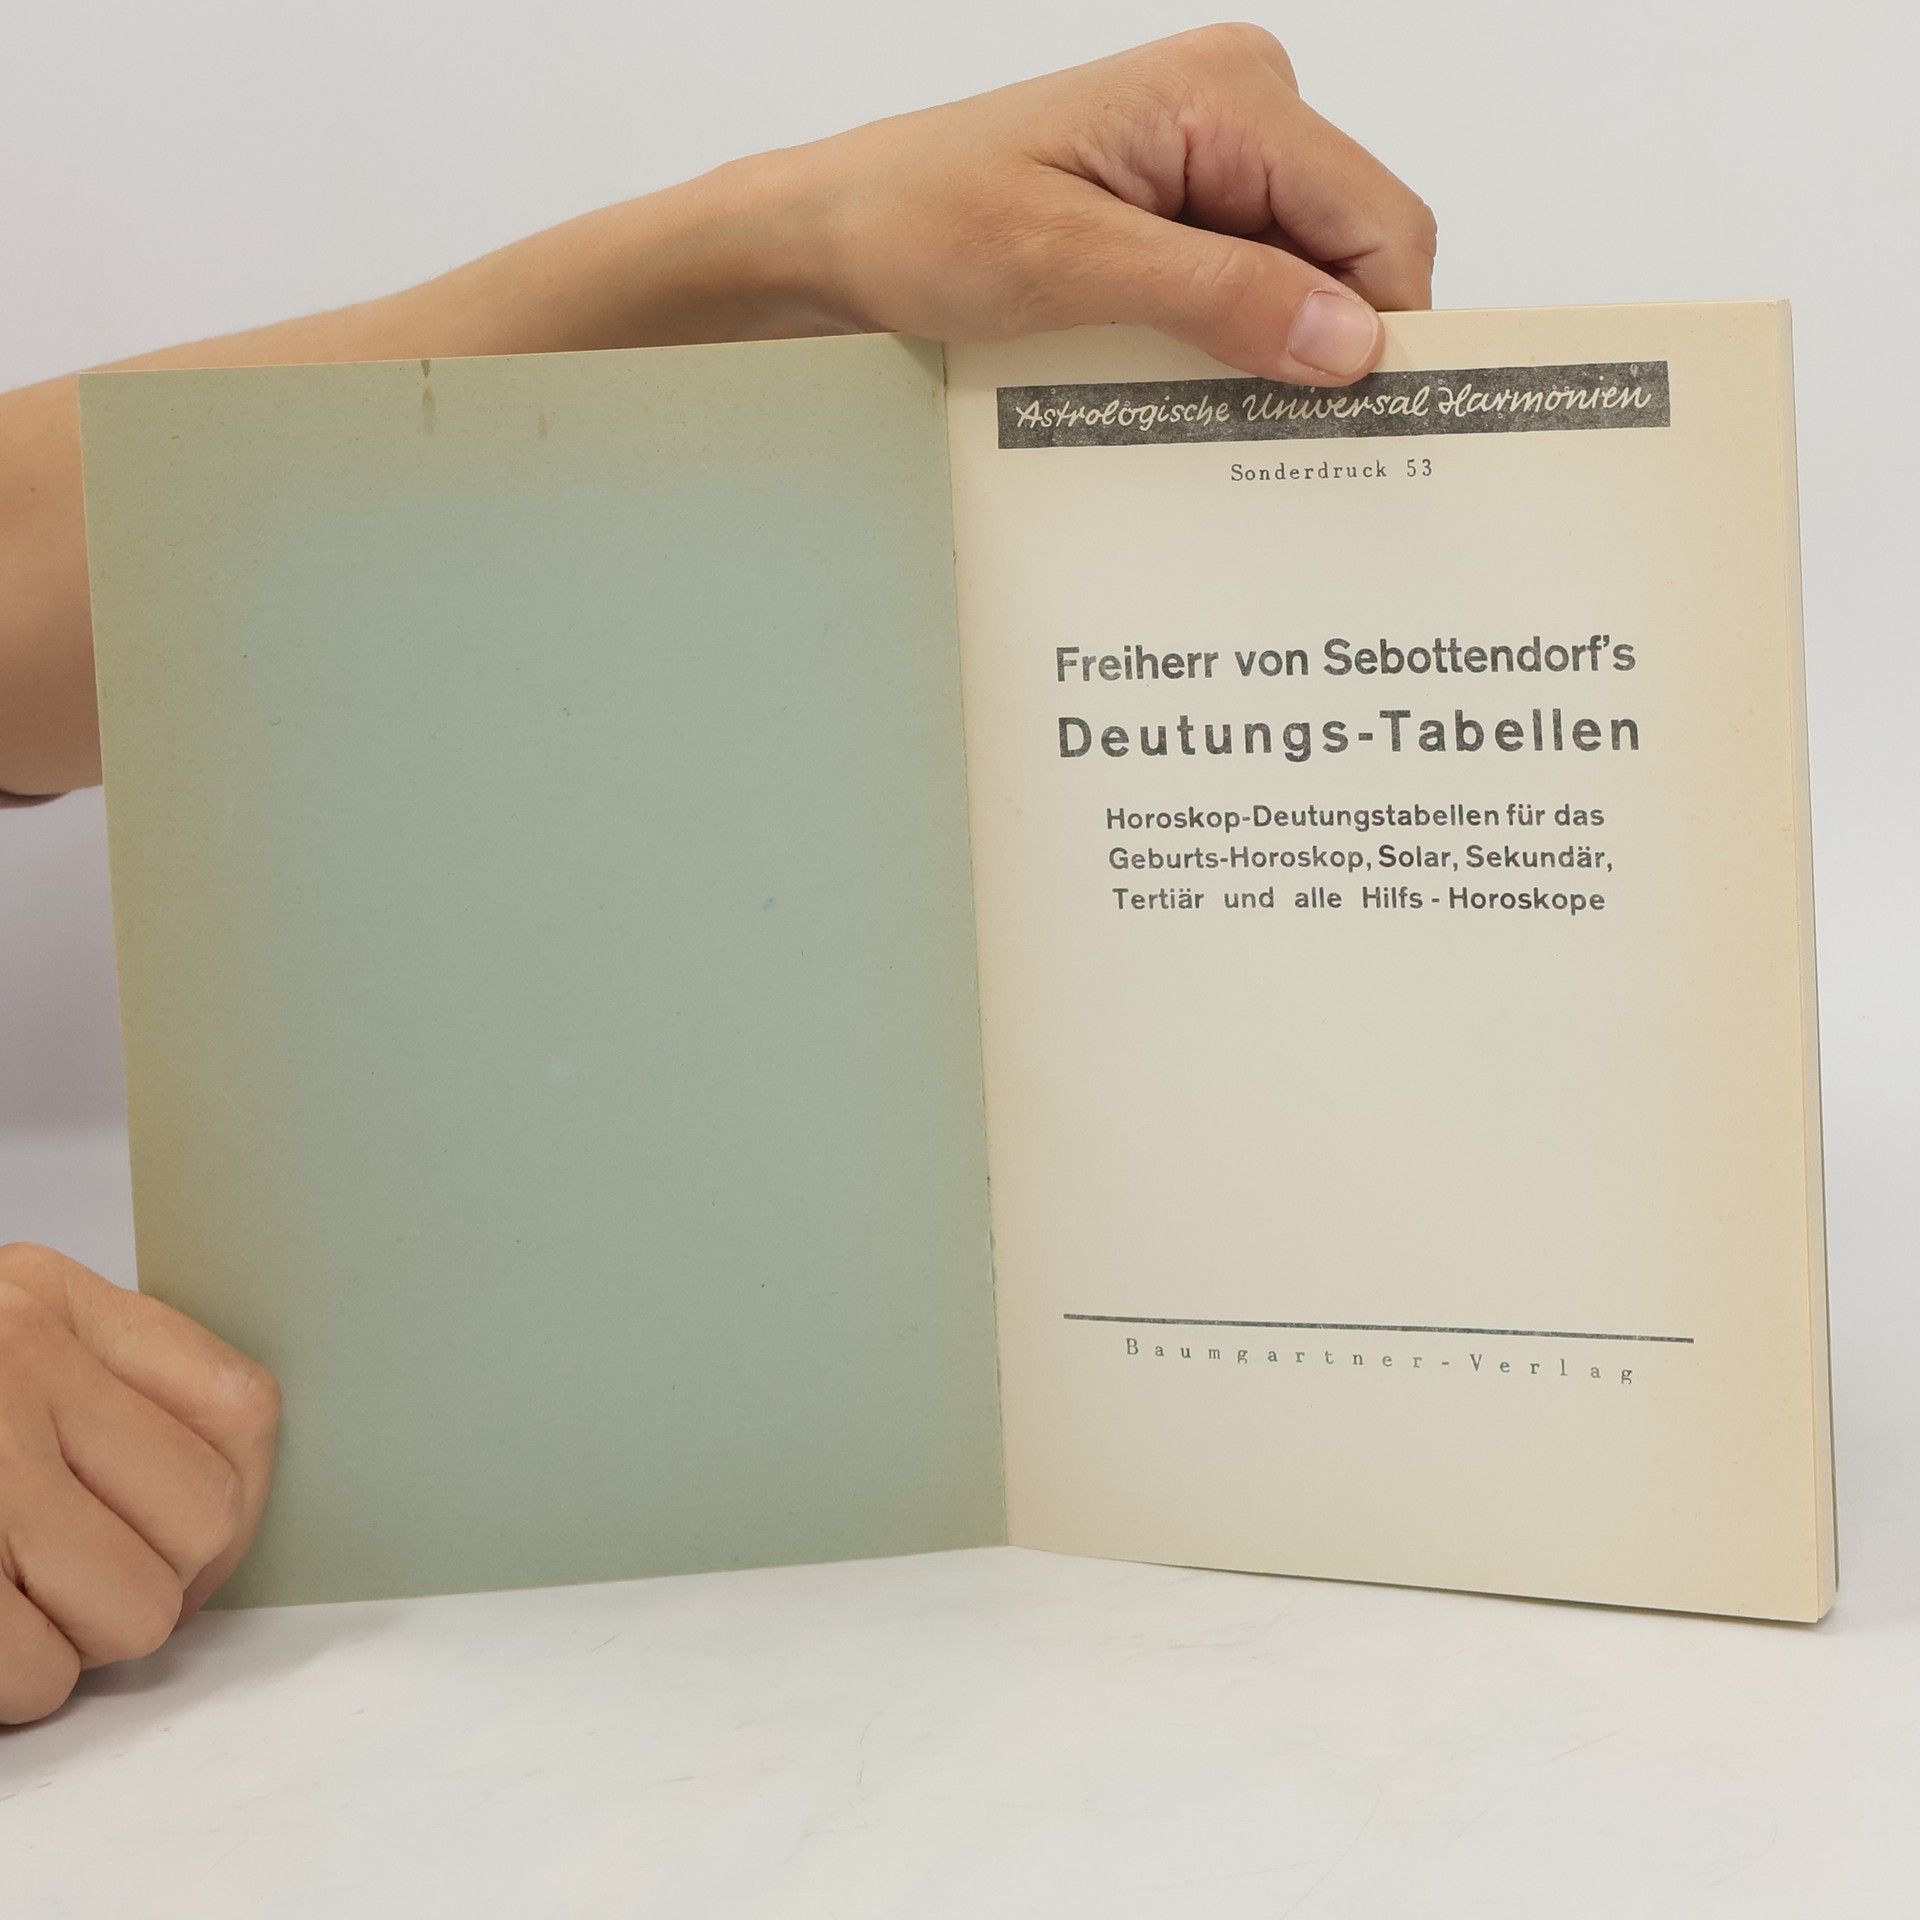 Astrologische Universal Harmonien
Sonderdruck 53
Freiherr von Sebottendorf's
Deutungs-Tabellen
Horoskop-Deutungstabellen für das
Geburts-Horoskop, Solar, Sekundär,
Tertiär und alle Hilfs - Horoskope
Baumgartner-Verlag